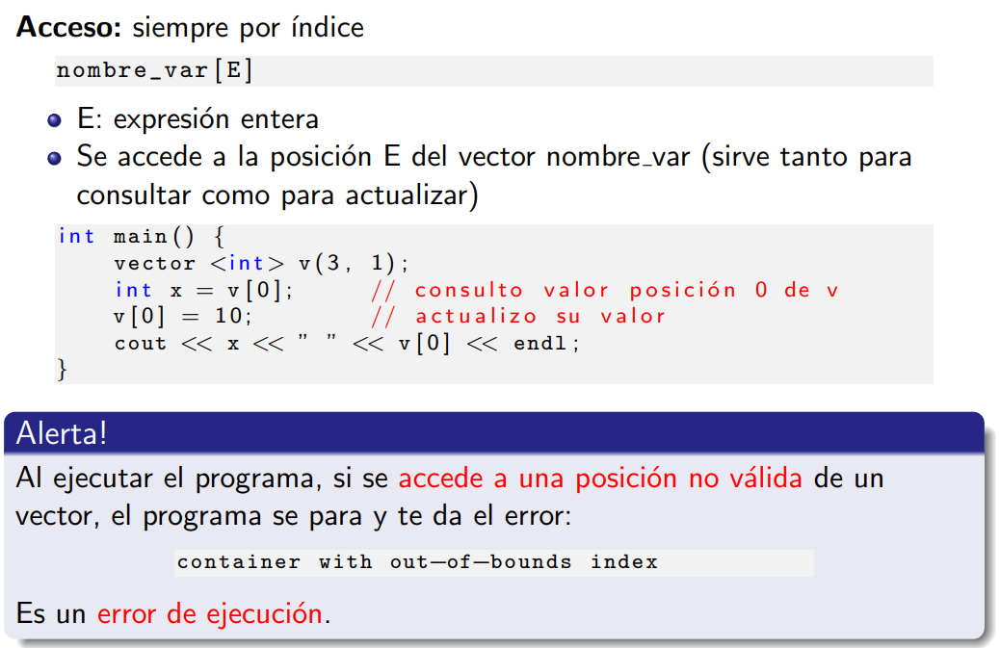 Acceso: siempre por índice
nombre_var[E]
E: expresión entera
Se accede a la posición E del vector nombre_var (sirve tanto para
consultar como para actualizar)
int main() {
vector <int> v(3, 1);
int x = v[0]; // consulto valor posición 0 de v
v[0] = 10; // actualizo su valor
cout << x << ” ” << v[0] << endl;
}
Alerta!
Al ejecutar el programa, si se accede a una posición no válida de un
vector, el programa se para y te da el error:
container with out−of−bounds index
Es un error de ejecución.